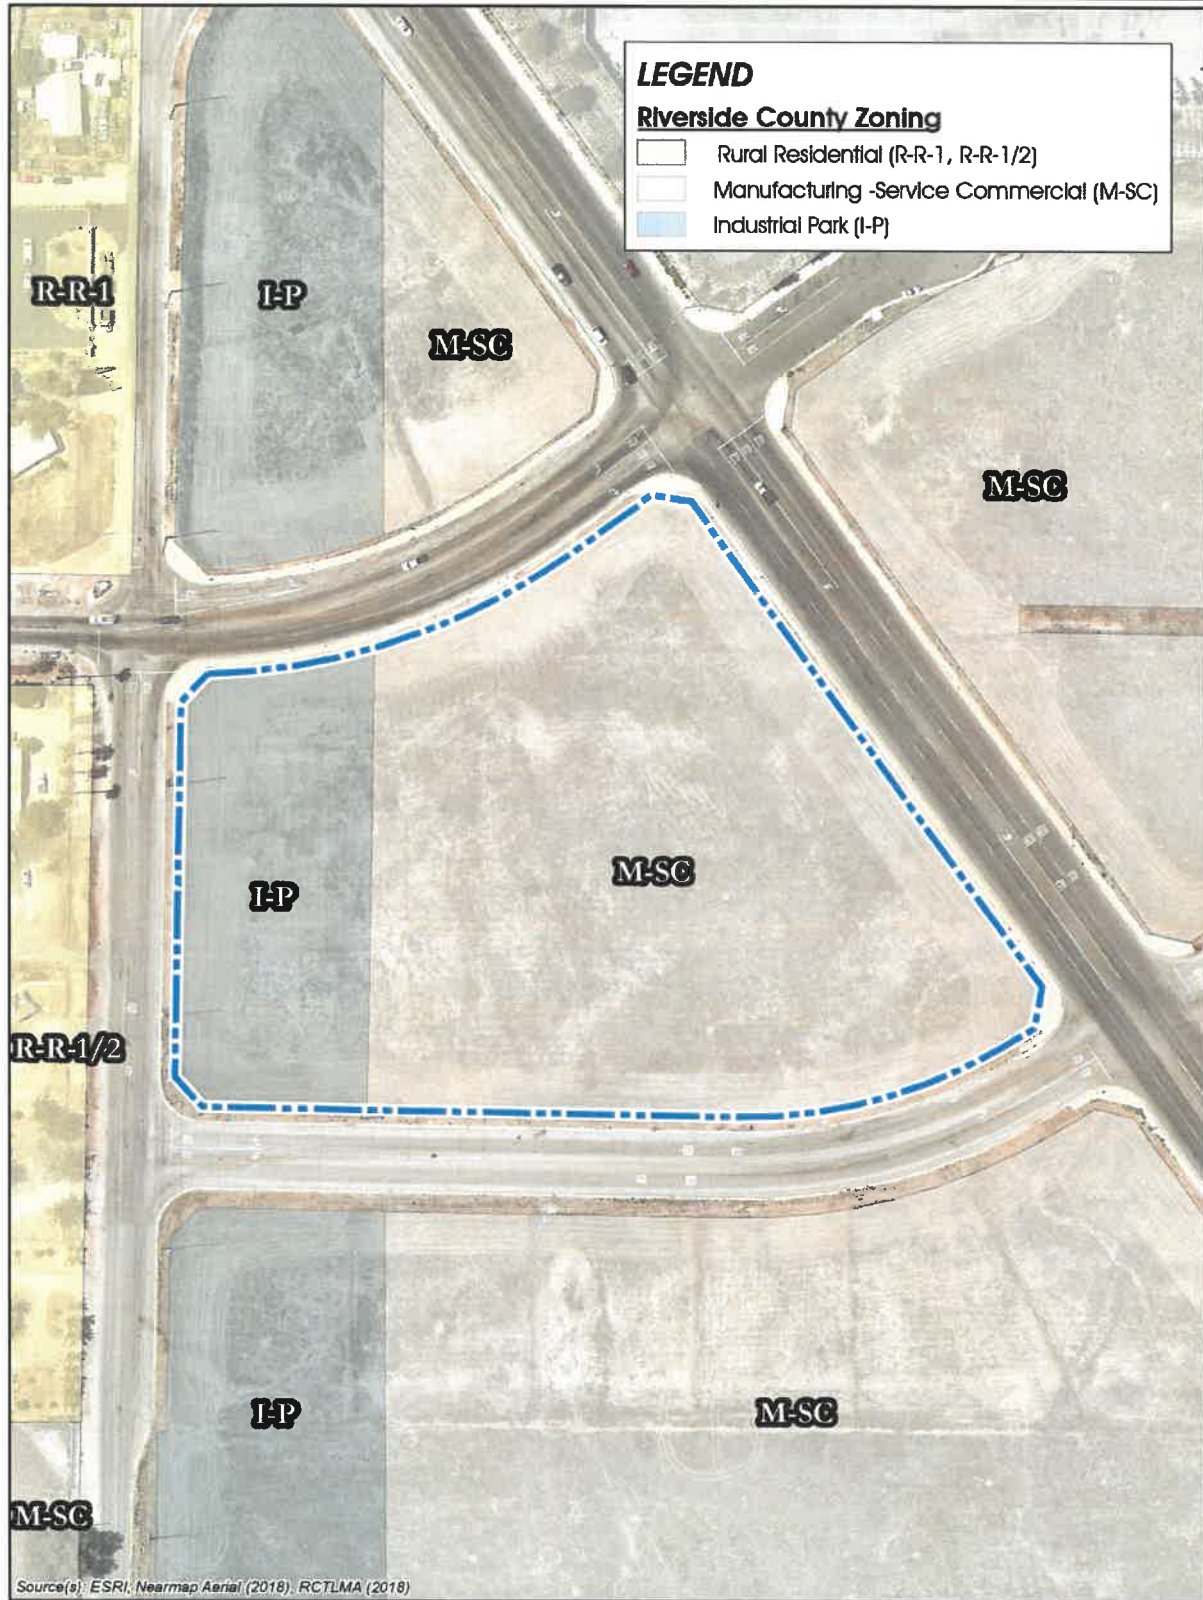 LEGEND
Riverside County Zoning
Rural Residential (R-R-1, R-R-1/2)
Manufacturing -Service Commercial (M-SC)
Industrial Park (I-P)
R-R-1
I-P
M-SC
M-SC
M-SC
I-P
R-R-1/2
I-P
M-SC
M-SC
Source(s): ESRI, Nearmap Aerial (2018), RCTLMA (2018)